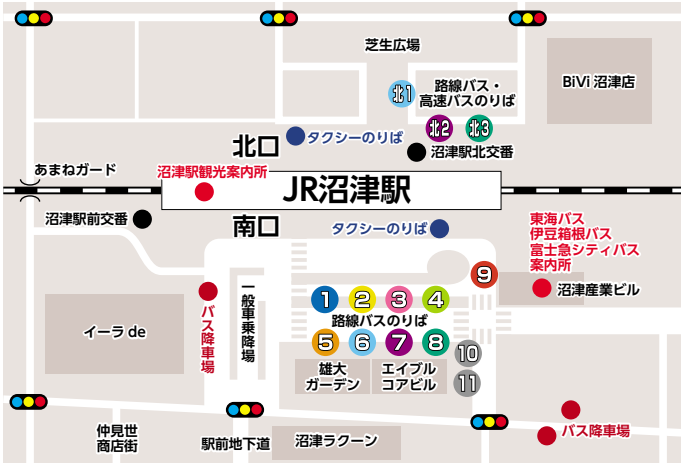 芝生広場
BiVi 沼津店
北1
路線バス・
高速バスのりば
北2
北3
北口
タクシーのりば
沼津駅北交番
あまねガード
沼津駅観光案内所
JR沼津駅
沼津駅前交番
南口
タクシーのりば
東海バス
伊豆箱根バス
富士急シティバス
案内所
沼津産業ビル
9
バス降車場
一般車乗降場
1
2
3
4
路線バスのりば
5
6
7
8
10
11
イーラ de
雄大
ガーデン
エイブル
コアビル
仲見世
商店街
駅前地下道
沼津ラクーン
バス降車場